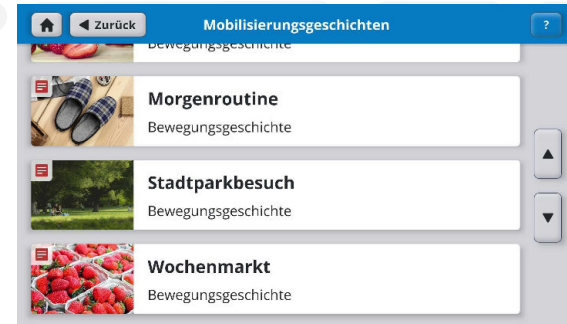 Zurück
Mobilisierungsgeschichten
?
Bewegungsgeschichte
Morgenroutine
Bewegungsgeschichte
Stadtparkbesuch
Bewegungsgeschichte
Wochenmarkt
Bewegungsgeschichte